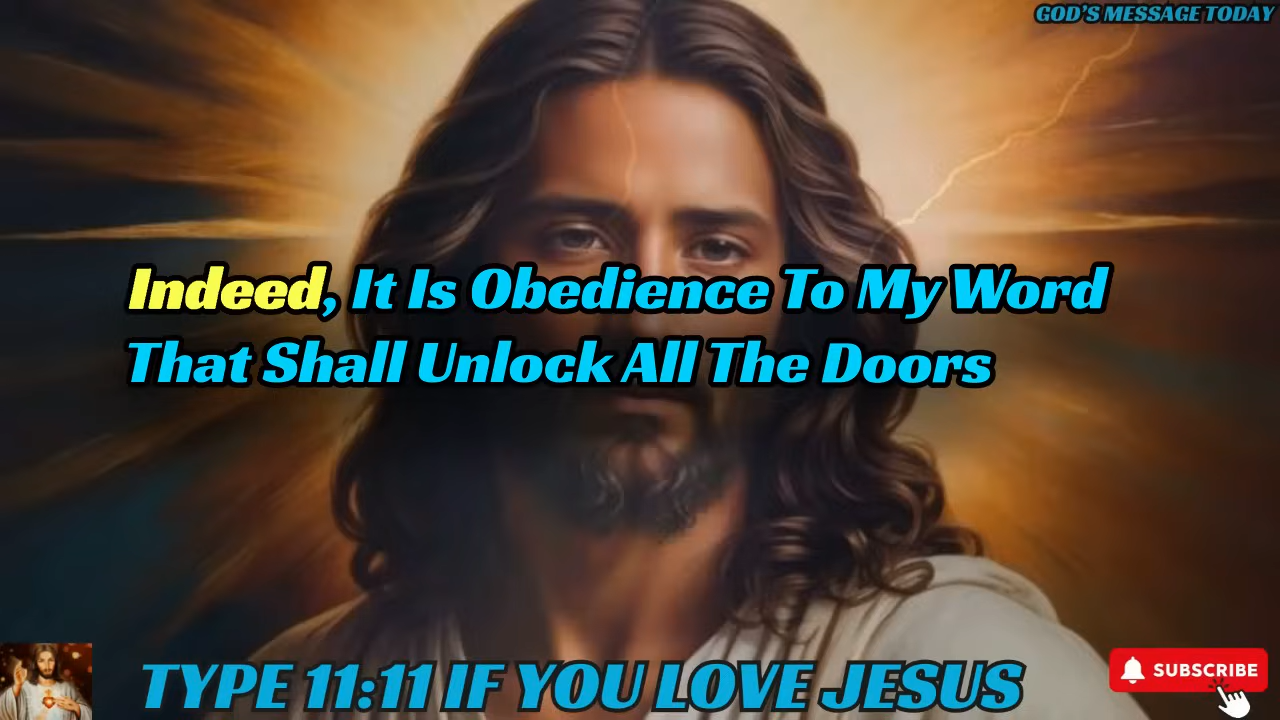 GOD'S MESSAGE TODAY
Indeed, It Is Obedience To My Word
That Shall Unlock All The Doors
TYPE 11:11 IF YOU LOVE JESUS
SUBSCRIBE